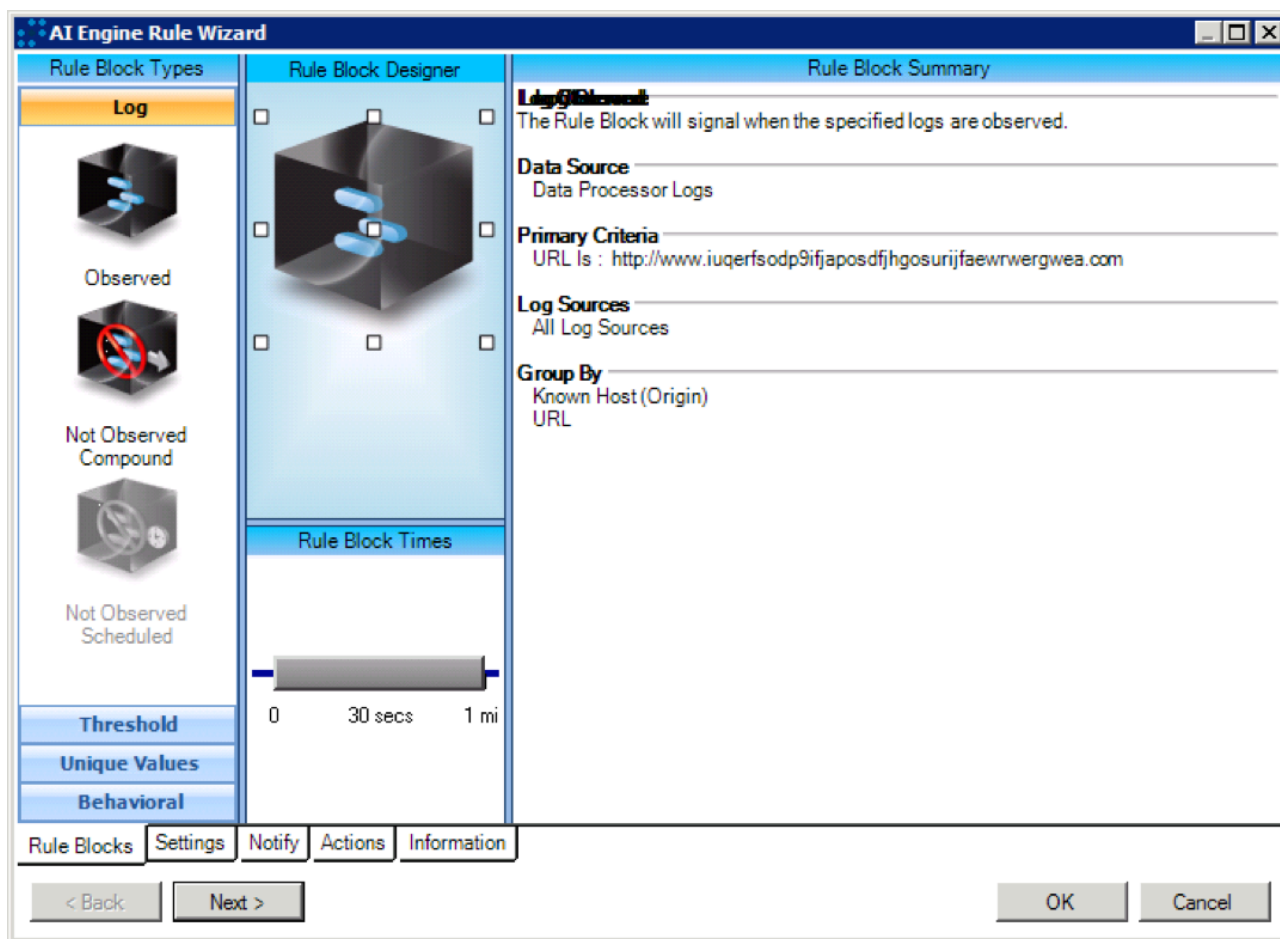 AI Engine Rule Wizard
Rule Block Types
Log
Observed
Not Observed
Compound
Not Observed
Scheduled
Threshold
Unique Values
Behavioral
Rule Block Designer
Rule Block Times
0 30 secs 1 mi
Rule Block Summary
The Rule Block will signal when the specified logs are observed.
Data Source
Data Processor Logs
Primary Criteria
URL Is : http://www.iuqerfsodp9ifjaposdfjhgosurijfaewrwergwea.com
Log Sources
All Log Sources
Group By
Known Host (Origin)
URL
Rule Blocks Settings Notify Actions Information
< Back Next > OK Cancel